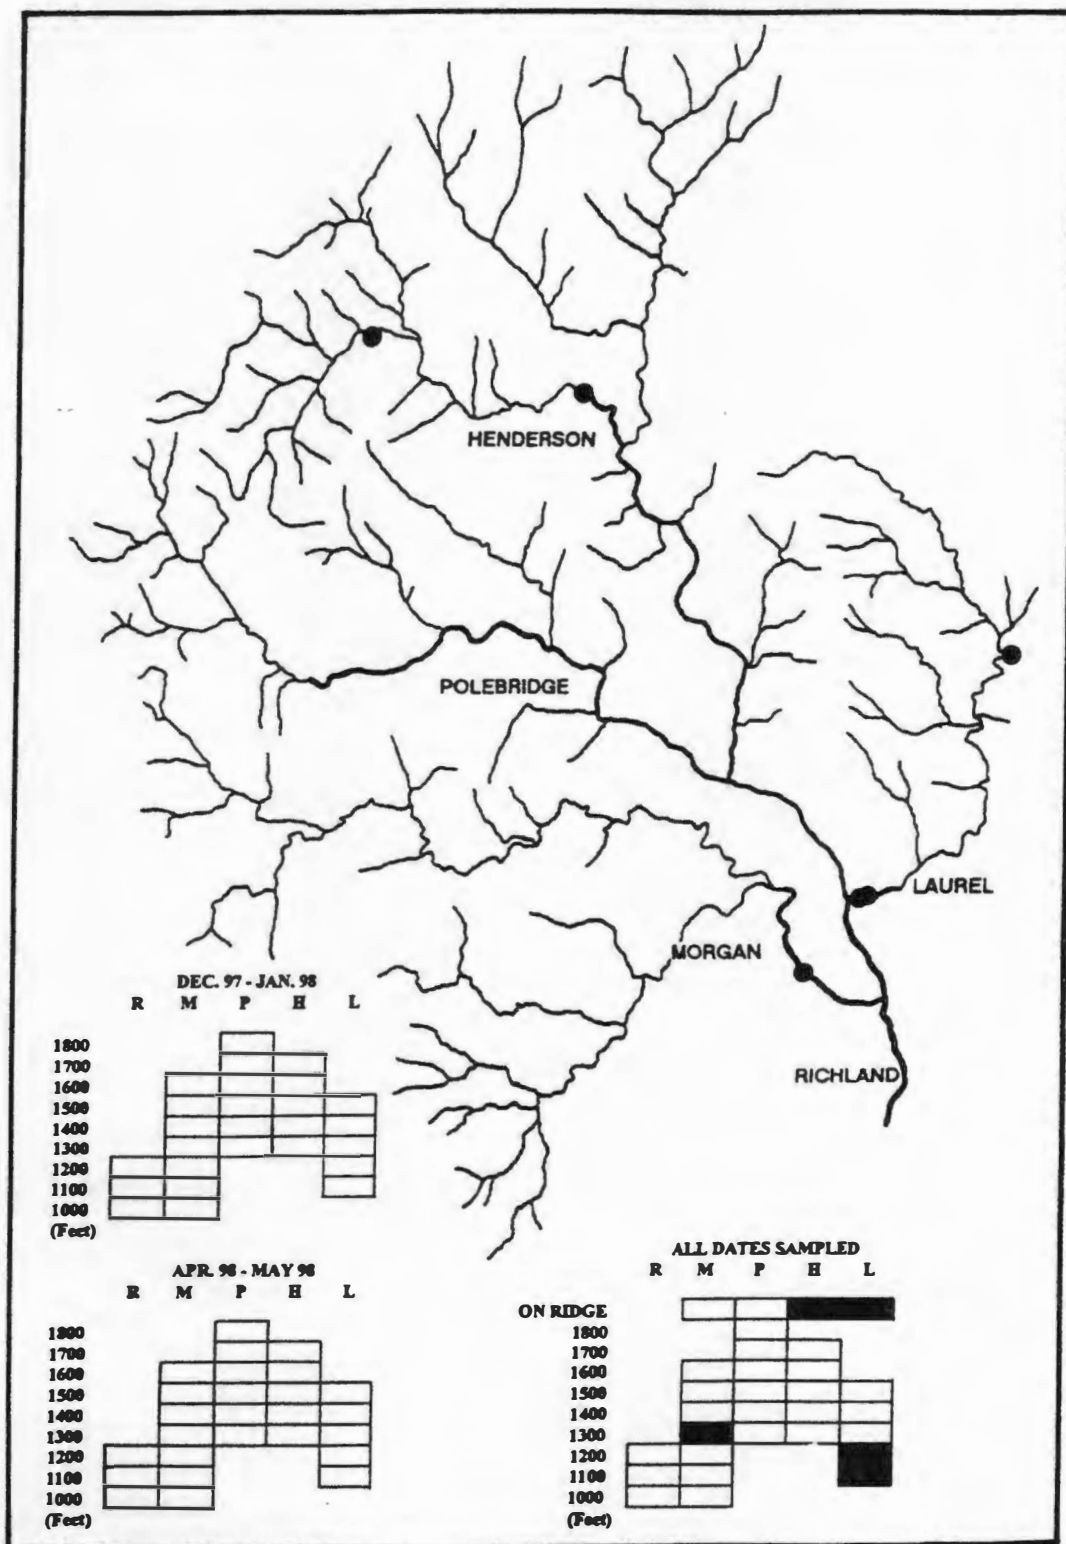 HENDERSON
POLEBRIDGE
LAUREL
MORGAN
RICHLAND
DEC. 97 - JAN. 98
R M P H L
1800
1700
1600
1500
1400
1300
1200
1100
1000
(Feet)
APR. 98 - MAY 98
R M P H L
1800
1700
1600
1500
1400
1300
1200
1100
1000
(Feet)
ALL DATES SAMPLED
R M P H L
ON RIDGE
1800
1700
1600
1500
1400
1300
1200
1100
1000
(Feet)